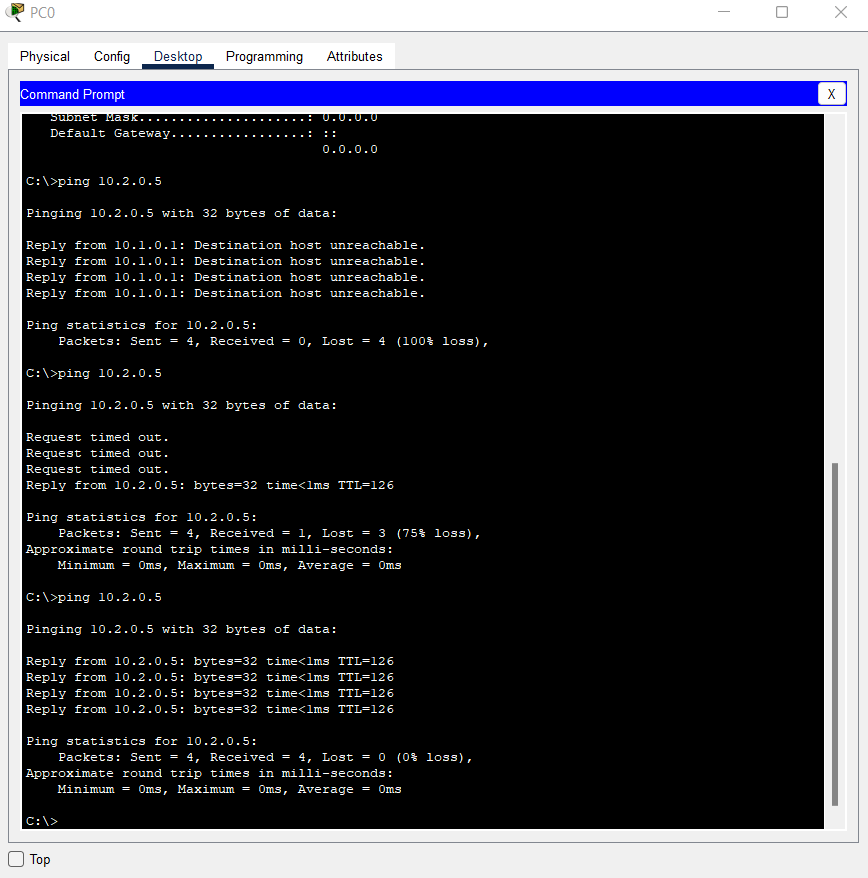 PC0
Physical Config Desktop Programming Attributes
Command Prompt X
Subnet Mask.....................: 0.0.0.0
Default Gateway.................: ::
0.0.0.0
C:\>ping 10.2.0.5
Pinging 10.2.0.5 with 32 bytes of data:
Reply from 10.1.0.1: Destination host unreachable.
Reply from 10.1.0.1: Destination host unreachable.
Reply from 10.1.0.1: Destination host unreachable.
Reply from 10.1.0.1: Destination host unreachable.
Ping statistics for 10.2.0.5:
Packets: Sent = 4, Received = 0, Lost = 4 (100% loss),
C:\>ping 10.2.0.5
Pinging 10.2.0.5 with 32 bytes of data:
Request timed out.
Request timed out.
Request timed out.
Reply from 10.2.0.5: bytes=32 time<1ms TTL=126
Ping statistics for 10.2.0.5:
Packets: Sent = 4, Received = 1, Lost = 3 (75% loss),
Approximate round trip times in milli-seconds:
Minimum = 0ms, Maximum = 0ms, Average = 0ms
C:\>ping 10.2.0.5
Pinging 10.2.0.5 with 32 bytes of data:
Reply from 10.2.0.5: bytes=32 time<1ms TTL=126
Reply from 10.2.0.5: bytes=32 time<1ms TTL=126
Reply from 10.2.0.5: bytes=32 time<1ms TTL=126
Reply from 10.2.0.5: bytes=32 time<1ms TTL=126
Ping statistics for 10.2.0.5:
Packets: Sent = 4, Received = 4, Lost = 0 (0% loss),
Approximate round trip times in milli-seconds:
Minimum = 0ms, Maximum = 0ms, Average = 0ms
C:\>
Top